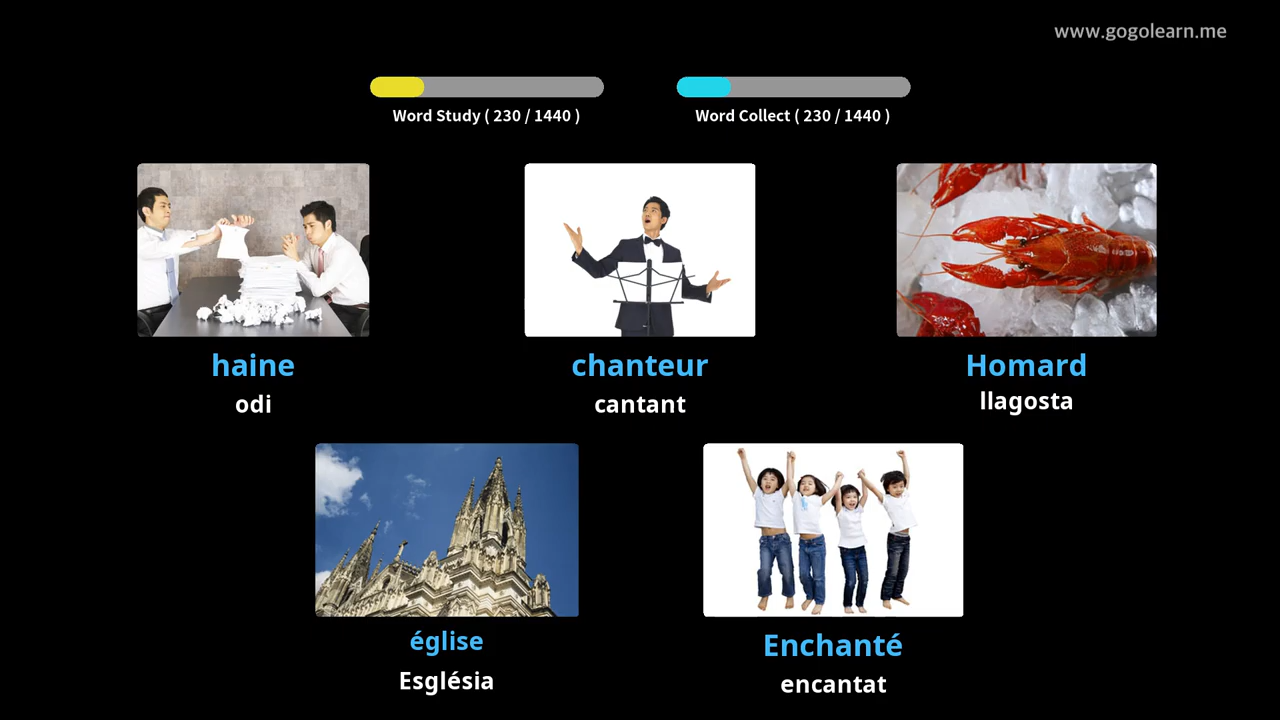 www.gogolearn.me
Word Study ( 230 / 1440 )
Word Collect ( 230 / 1440 )
haine
odi
chanteur
cantant
Homard
llagosta
église
Església
Enchanté
encantat